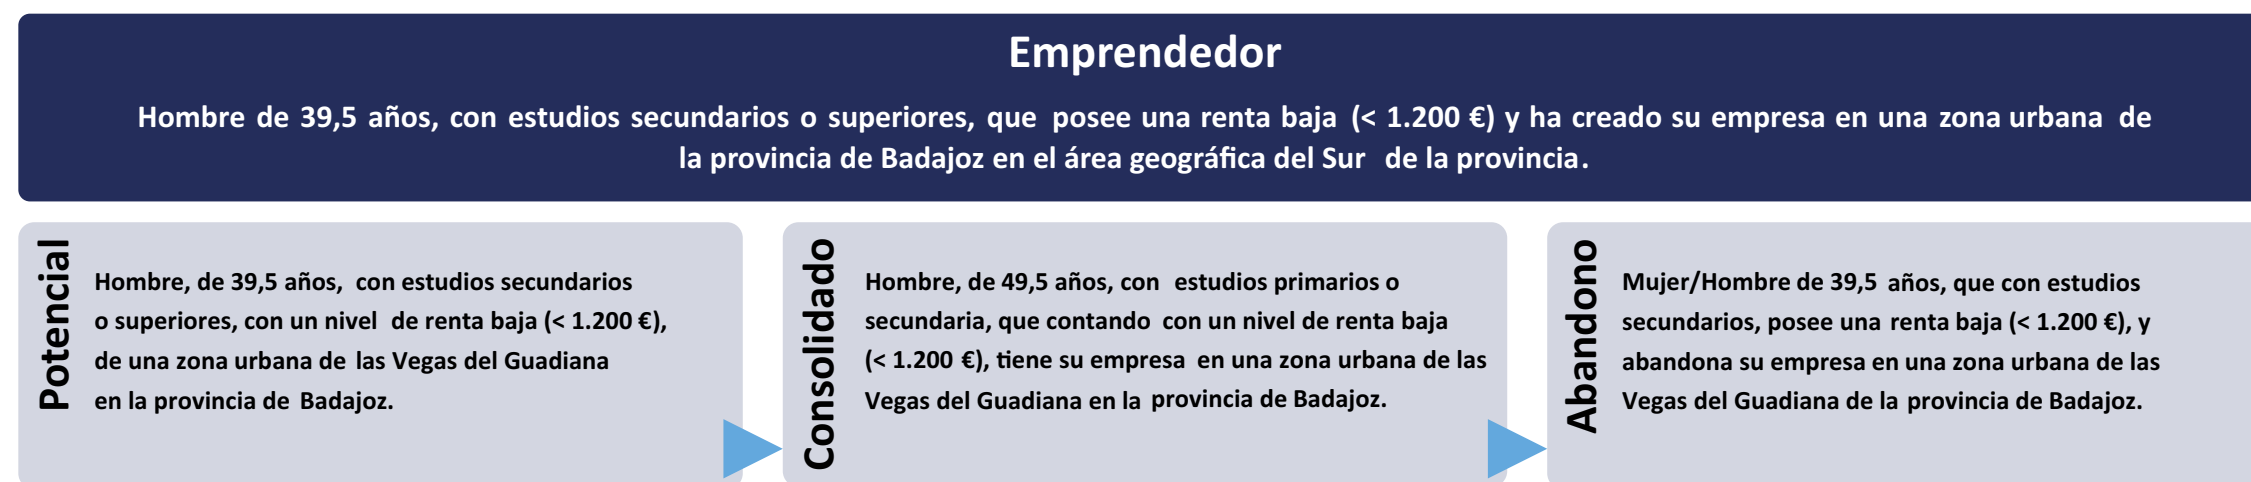 Emprendedor
Hombre de 39,5 años, con estudios secundarios o superiores, que posee una renta baja (< 1.200 €) y ha creado su empresa en una zona urbana de
la provincia de Badajoz en el área geográfica del Sur de la provincia.
Potencial
Hombre, de 39,5 años, con estudios secundarios
o superiores, con un nivel de renta baja (< 1.200 €),
de una zona urbana de las Vegas del Guadiana
en la provincia de Badajoz.
Consolidado
Hombre, de 49,5 años, con estudios primarios o
secundaria, que contando con un nivel de renta baja
(< 1.200 €), tiene su empresa en una zona urbana de las
Vegas del Guadiana en la provincia de Badajoz.
Abandono
Mujer/Hombre de 39,5 años, que con estudios
secundarios, posee una renta baja (< 1.200 €), y
abandona su empresa en una zona urbana de las
Vegas del Guadiana de la provincia de Badajoz.